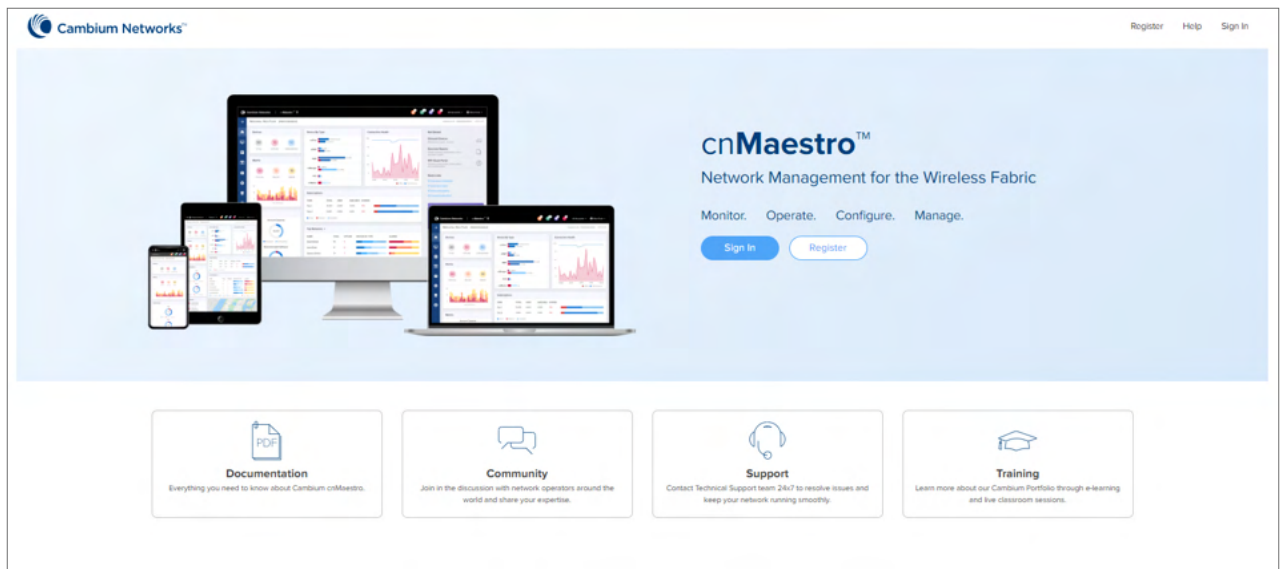 Cambium Networks™
Register Help Sign In
cnMaestro™
Network Management for the Wireless Fabric
Monitor. Operate. Configure. Manage.
Sign In Register
PDF
Documentation
Everything you need to know about Cambium cnMaestro.
Community
Join in the discussion with network operators around the
world and share your expertise.
Support
Contact Technical Support team 24x7 to resolve issues and
keep your network running smoothly.
Training
Learn more about our Cambium Portfolio through e-learning
and live classroom sessions.